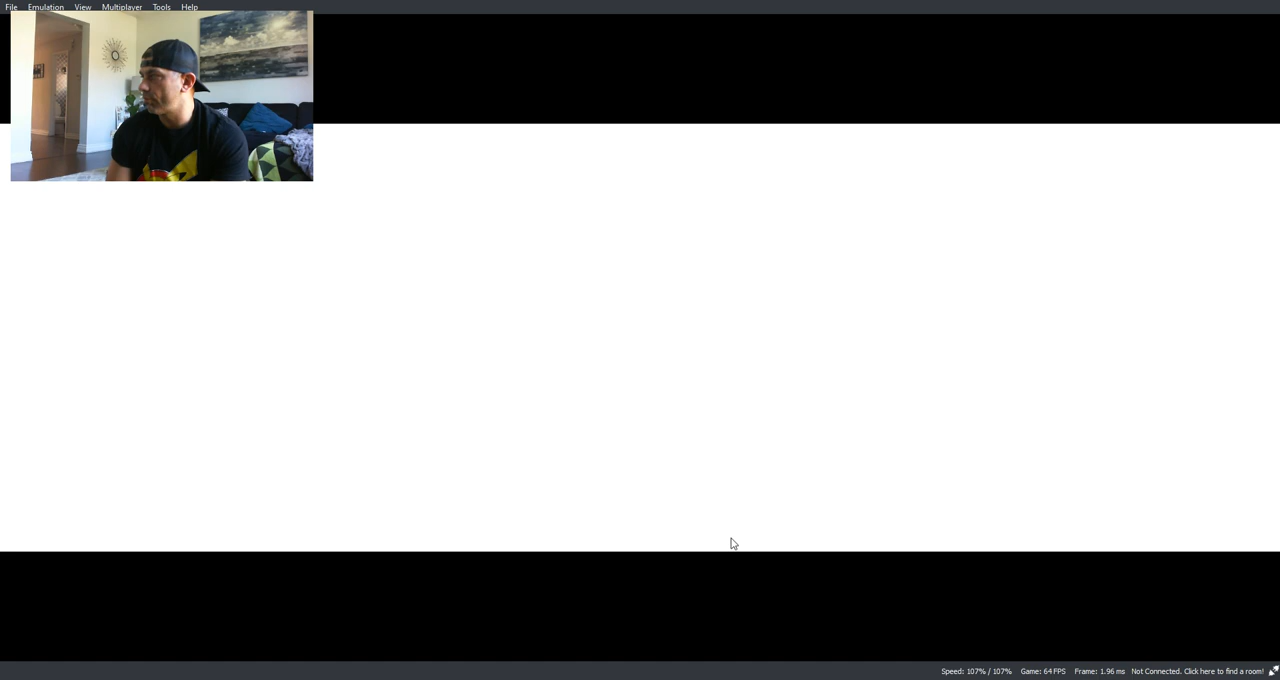 File Emulation View Multiplayer Tools Help
Speed: 107% / 107% Game: 64 FPS Frame: 1.96 ms Not Connected. Click here to find a room!